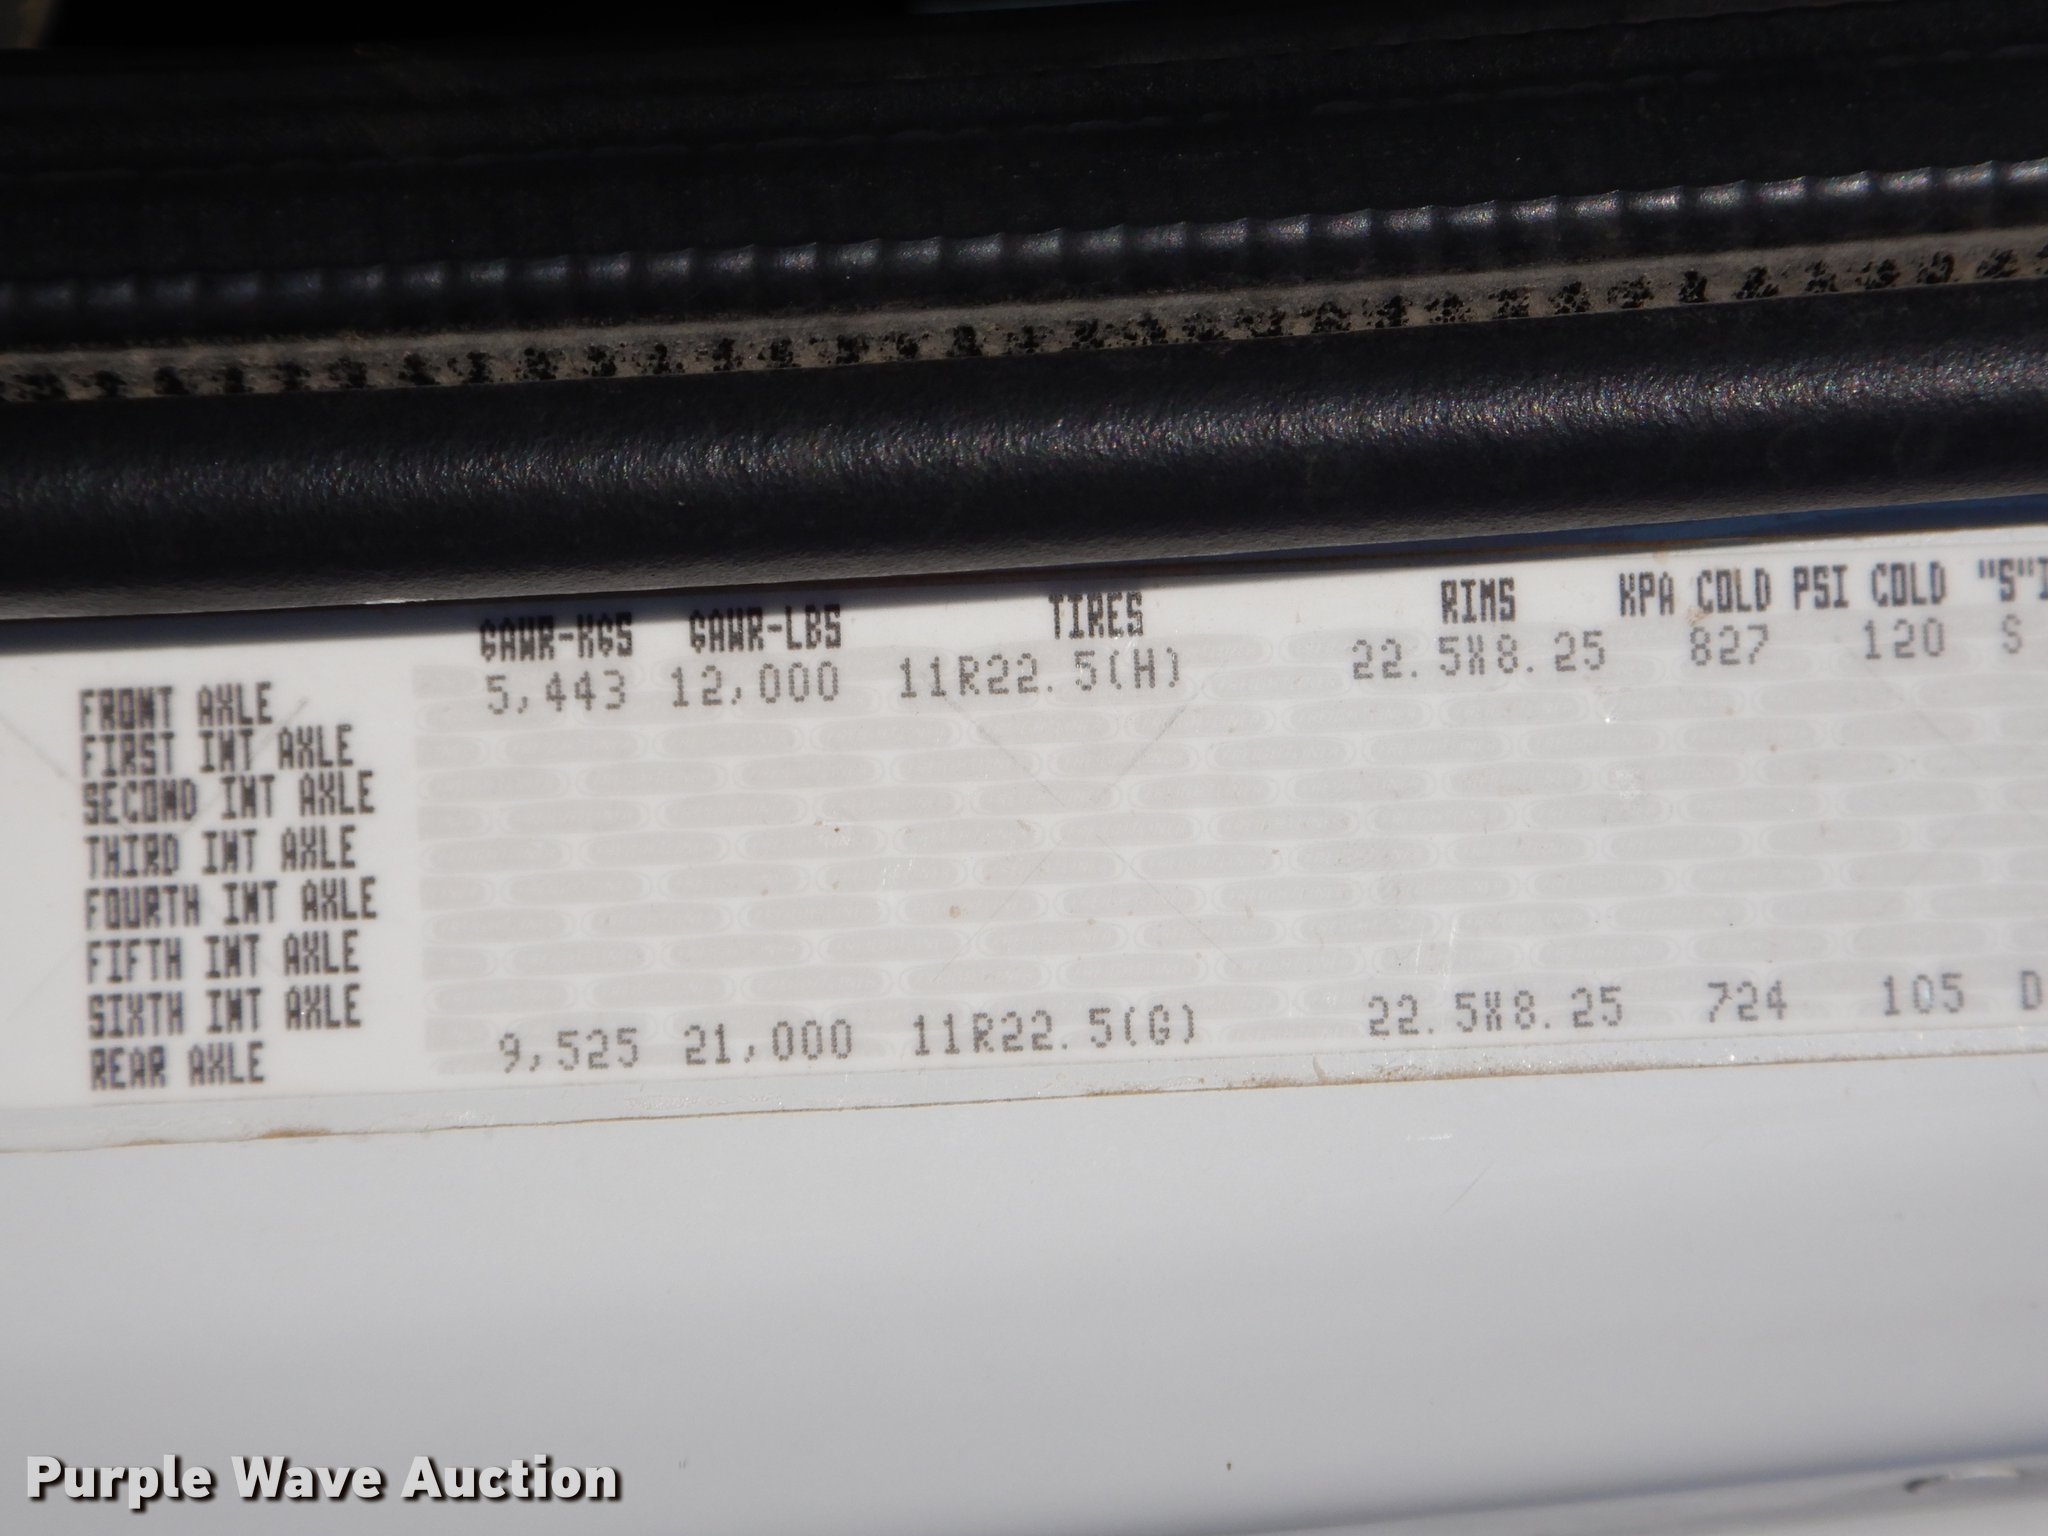 GAWR-KGS GAWR-LBS TIRES RIMS KPA COLD PSI COLD "S"
FRONT AXLE 5,443 12,000 11R22.5(H) 22.5X8.25 827 120 S
FIRST INT AXLE
SECOND INT AXLE
THIRD INT AXLE
FOURTH INT AXLE
FIFTH INT AXLE
SIXTH INT AXLE
REAR AXLE 9,525 21,000 11R22.5(G) 22.5X8.25 724 105 D
Purple Wave Auction